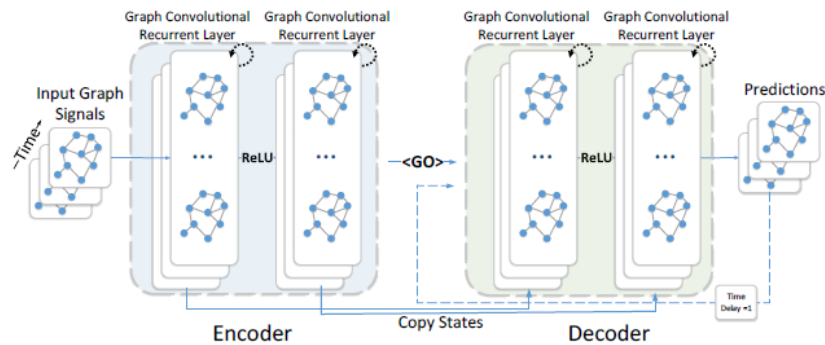 Graph Convolutional
Recurrent Layer
Graph Convolutional
Recurrent Layer
Graph Convolutional
Recurrent Layer
Graph Convolutional
Recurrent Layer
Input Graph
Signals
Time
...
ReLU
...
<GO>
...
ReLU
...
Predictions
Time
Delay =1
Copy States
Encoder
Decoder